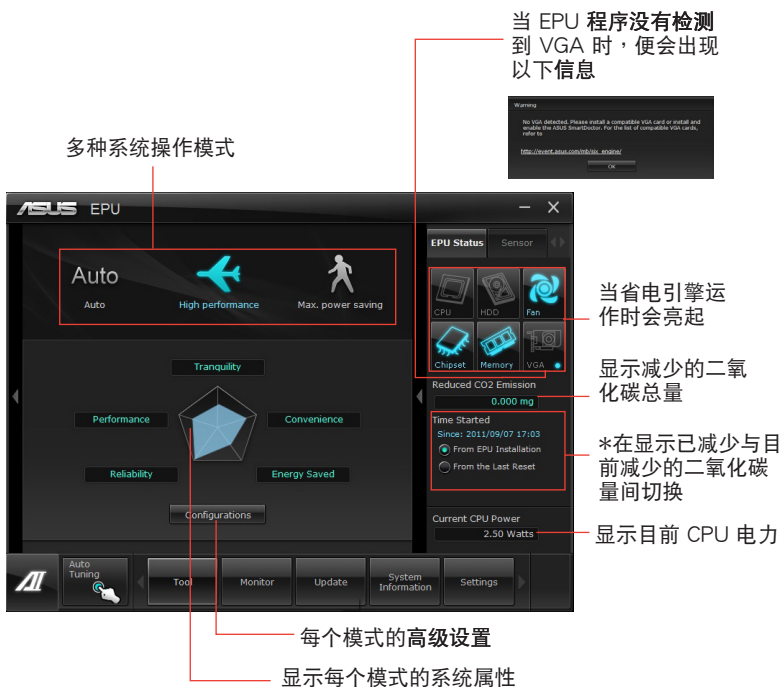 当 EPU 程序没有检测
到 VGA 时，便会出现
以下信息
Warning
No VGA detected. Please install a compatible VGA card or install and
enable the ASUS SmartDoctor. For the list of compatible VGA cards,
refer to
http://event.asus.com/mb/six_engine/
OK
多种系统操作模式
ASUS EPU
EPU Status Sensor
Auto
Auto High performance Max. power saving
CPU HDD Fan
Chipset Memory VGA
当省电引擎运
作时会亮起
Tranquility
Performance Convenience
Reliability Energy Saved
Configurations
Reduced CO2 Emission
0.000 mg
显示减少的二氧
化碳总量
Time Started
Since: 2011/09/07 17:03
From EPU Installation
From the Last Reset
*在显示已减少与目
前减少的二氧化碳
量间切换
Current CPU Power
2.50 Watts
显示目前 CPU 电力
Auto
Tuning
Tool Monitor Update System
Information Settings
每个模式的高级设置
显示每个模式的系统属性